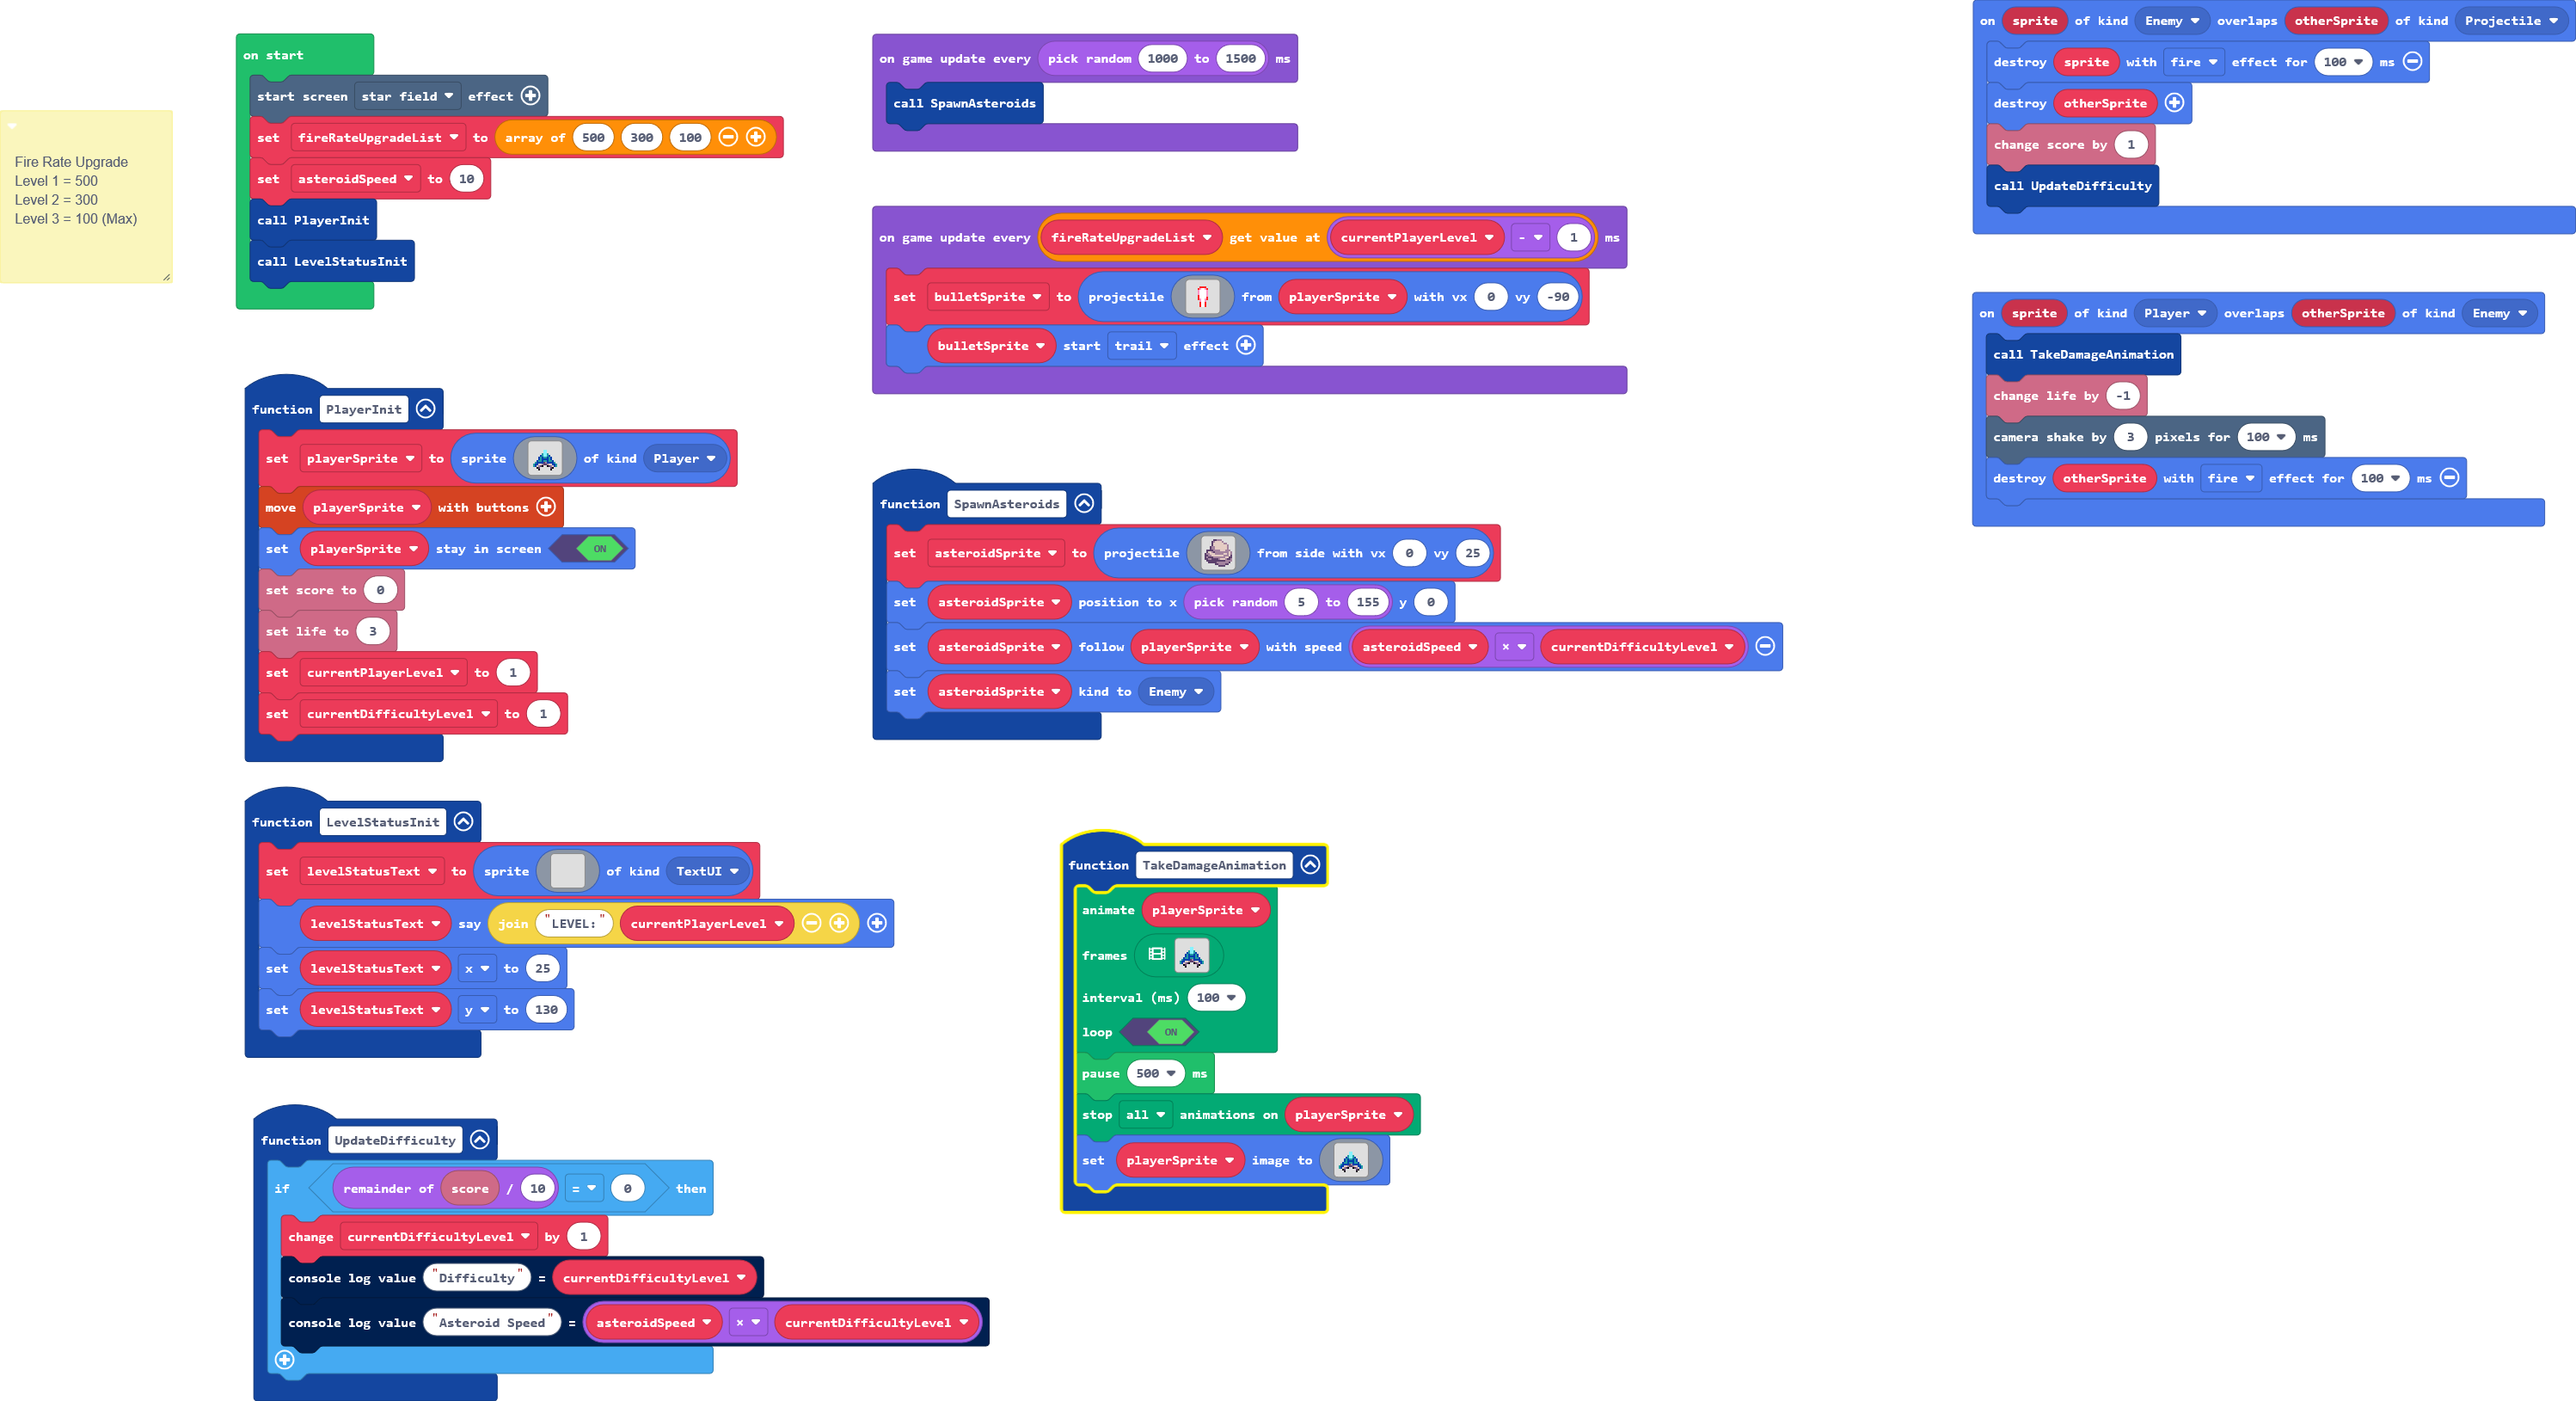 Fire Rate Upgrade
Level 1 = 500
Level 2 = 300
Level 3 = 100 (Max)
on start
start screen star field effect
set fireRateUpgradeList to array of 500 300 100
set asteroidSpeed to 10
call PlayerInit
call LevelStatusInit
function PlayerInit
set playerSprite to sprite of kind Player
move playerSprite with buttons
set playerSprite stay in screen ON
set score to 0
set life to 3
set currentPlayerLevel to 1
set currentDifficultyLevel to 1
function LevelStatusInit
set levelStatusText to sprite of kind TextUI
levelStatusText say join "LEVEL:" currentPlayerLevel
set levelStatusText x to 25
set levelStatusText y to 130
function UpdateDifficulty
if remainder of score / 10 = 0 then
change currentDifficultyLevel by 1
console log value "Difficulty" = currentDifficultyLevel
console log value "Asteroid Speed" = asteroidSpeed × currentDifficultyLevel
on game update every pick random 1000 to 1500 ms
call SpawnAsteroids
on game update every fireRateUpgradeList get value at currentPlayerLevel - 1 ms
set bulletSprite to projectile from playerSprite with vx 0 vy -90
bulletSprite start trail effect
function SpawnAsteroids
set asteroidSprite to projectile from side with vx 0 vy 25
set asteroidSprite position to x pick random 5 to 155 y 0
set asteroidSprite follow playerSprite with speed asteroidSpeed × currentDifficultyLevel
set asteroidSprite kind to Enemy
function TakeDamageAnimation
animate playerSprite
frames
interval (ms) 100
loop ON
pause 500 ms
stop all animations on playerSprite
set playerSprite image to
on sprite of kind Enemy overlaps otherSprite of kind Projectile
destroy sprite with fire effect for 100 ms
destroy otherSprite
change score by 1
call UpdateDifficulty
on sprite of kind Player overlaps otherSprite of kind Enemy
call TakeDamageAnimation
change life by -1
camera shake by 3 pixels for 100 ms
destroy otherSprite with fire effect for 100 ms